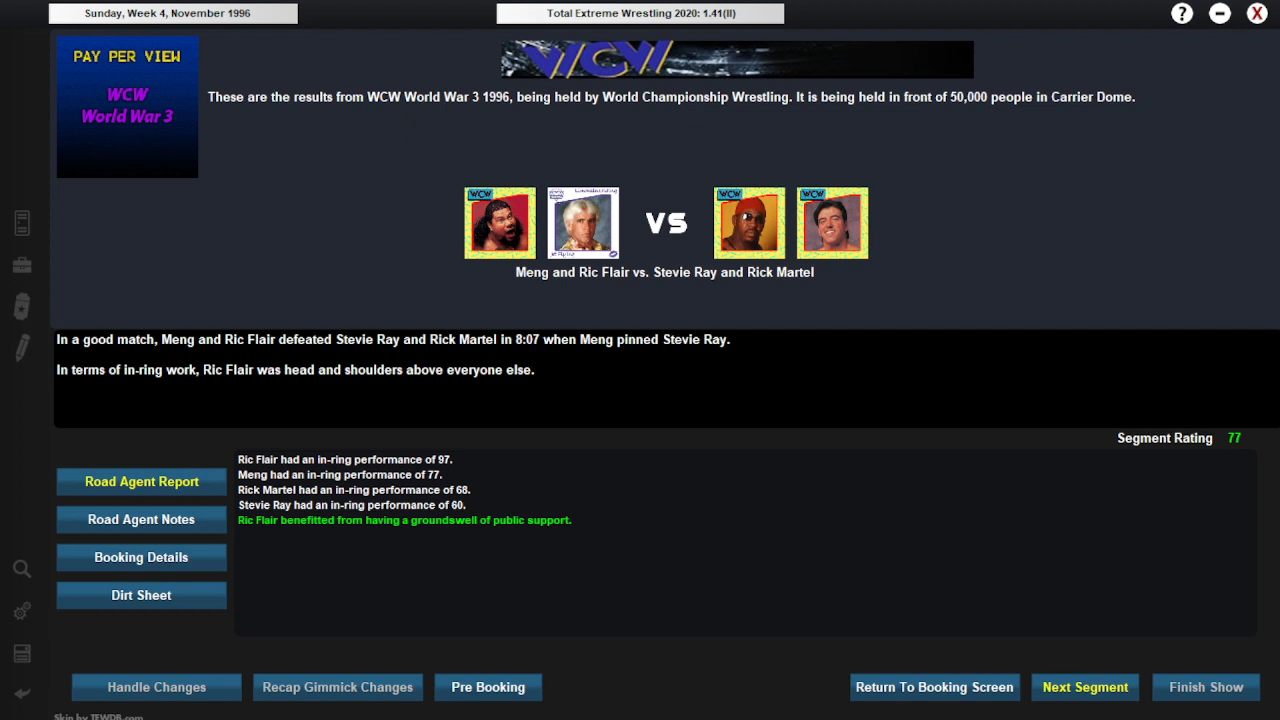 Sunday, Week 4, November 1996
Total Extreme Wrestling 2020: 1.41(II)
?
X
PAY PER VIEW
WCW
World War 3
WCW
These are the results from WCW World War 3 1996, being held by World Championship Wrestling. It is being held in front of 50,000 people in Carrier Dome.
WCW
WCW
WCW
VS
Meng and Ric Flair vs. Stevie Ray and Rick Martel
In a good match, Meng and Ric Flair defeated Stevie Ray and Rick Martel in 8:07 when Meng pinned Stevie Ray.
In terms of in-ring work, Ric Flair was head and shoulders above everyone else.
Segment Rating 77
Road Agent Report
Road Agent Notes
Booking Details
Dirt Sheet
Ric Flair had an in-ring performance of 97.
Meng had an in-ring performance of 77.
Rick Martel had an in-ring performance of 68.
Stevie Ray had an in-ring performance of 60.
Ric Flair benefitted from having a groundswell of public support.
Handle Changes
Recap Gimmick Changes
Pre Booking
Return To Booking Screen
Next Segment
Finish Show
Skin by TEWDB.com